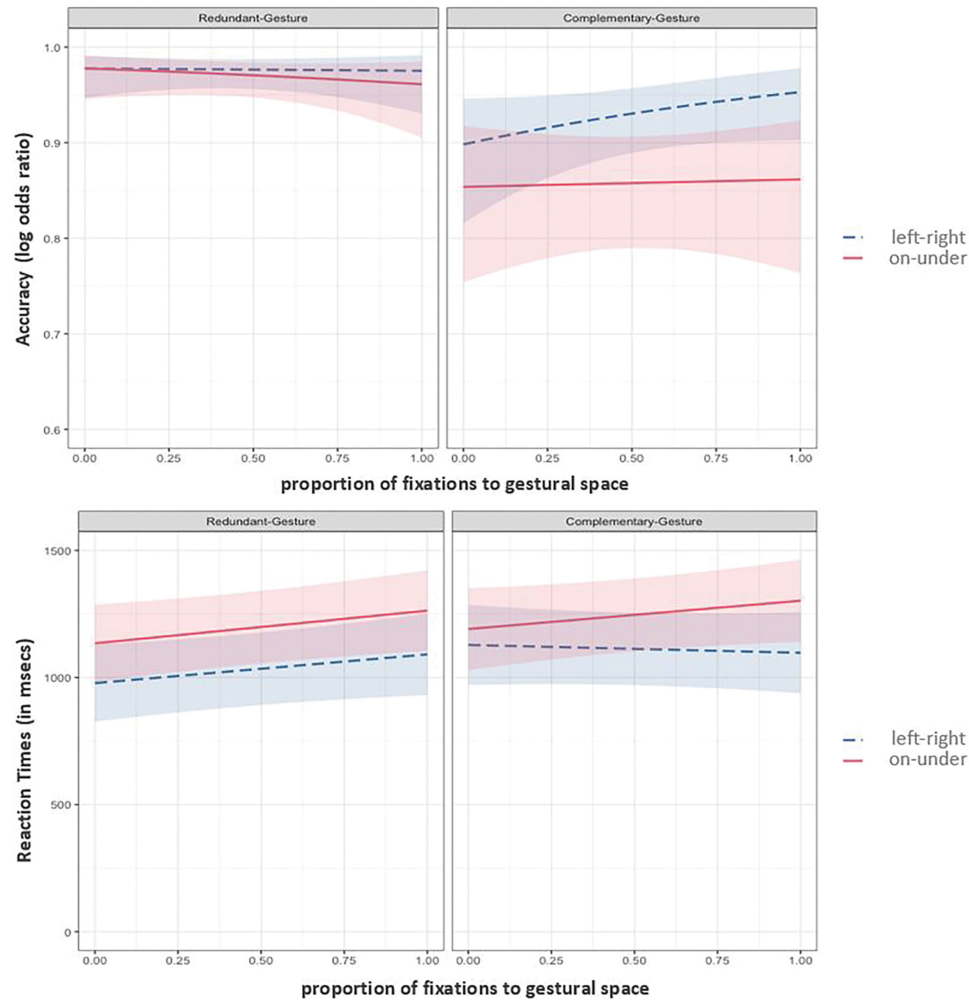 Redundant-Gesture
Complementary-Gesture
Accuracy (log odds ratio)
1.0
0.9
0.8
0.7
0.6
0.00 0.25 0.50 0.75 1.00
0.00 0.25 0.50 0.75 1.00
proportion of fixations to gestural space
left-right
on-under
Redundant-Gesture
Complementary-Gesture
Reaction Times (in msecs)
1500
1000
500
0
0.00 0.25 0.50 0.75 1.00
0.00 0.25 0.50 0.75 1.00
proportion of fixations to gestural space
left-right
on-under